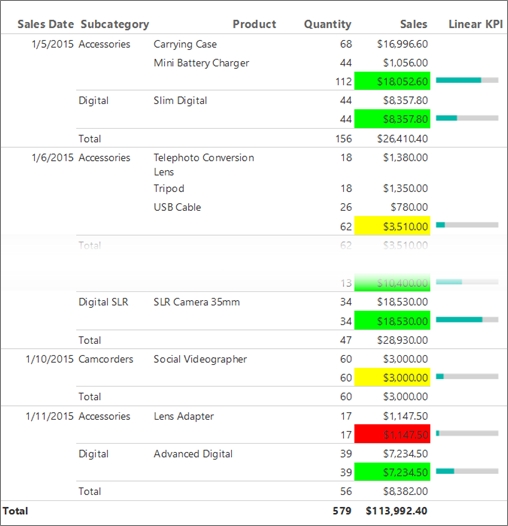 Sales Date Subcategory Product Quantity Sales Linear KPI
1/5/2015 Accessories Carrying Case 68 $16,996.60
Mini Battery Charger 44 $1,056.00
112 $18,052.60
Digital Slim Digital 44 $8,357.80
44 $8,357.80
Total 156 $26,410.40
1/6/2015 Accessories Telephoto Conversion 18 $1,380.00
Lens
Tripod 18 $1,350.00
USB Cable 26 $780.00
62 $3,510.00
Total 62 $3,510.00
13 $10,400.00
Digital SLR SLR Camera 35mm 34 $18,530.00
34 $18,530.00
Total 47 $28,930.00
1/10/2015 Camcorders Social Videographer 60 $3,000.00
60 $3,000.00
Total 60 $3,000.00
1/11/2015 Accessories Lens Adapter 17 $1,147.50
17 $1,147.50
Digital Advanced Digital 39 $7,234.50
39 $7,234.50
Total 56 $8,382.00
Total 579 $113,992.40